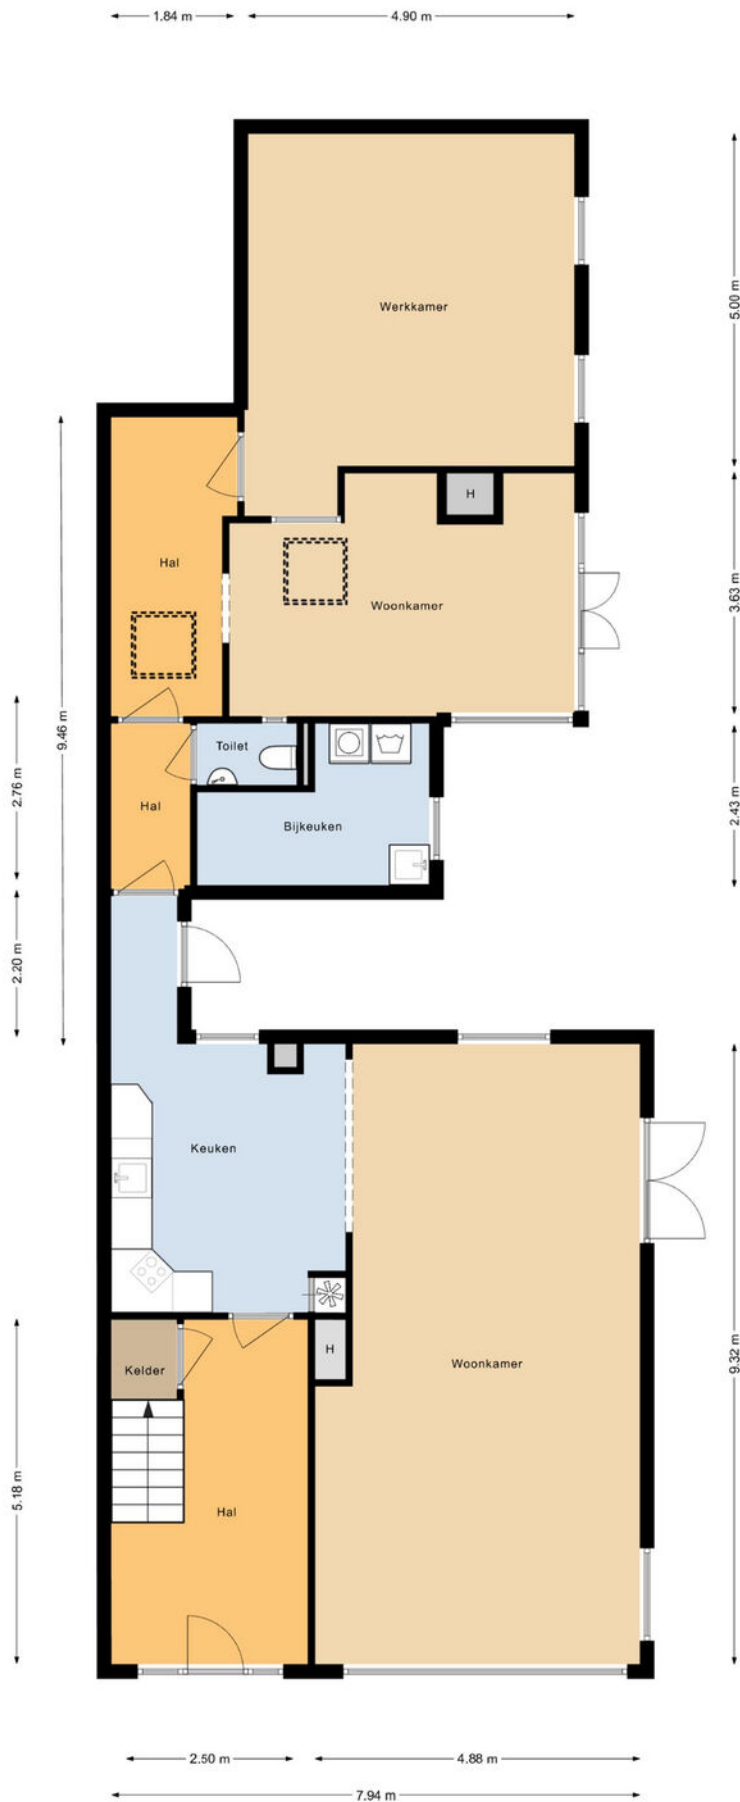 1.84 m
4.90 m
Werkkamer
5.00 m
H
Hal
Woonkamer
3.63 m
9.46 m
2.76 m
Toilet
Hal
Bijkeuken
2.43 m
2.20 m
Keuken
9.32 m
Kelder
H
Woonkamer
5.18 m
Hal
2.50 m
4.88 m
7.94 m